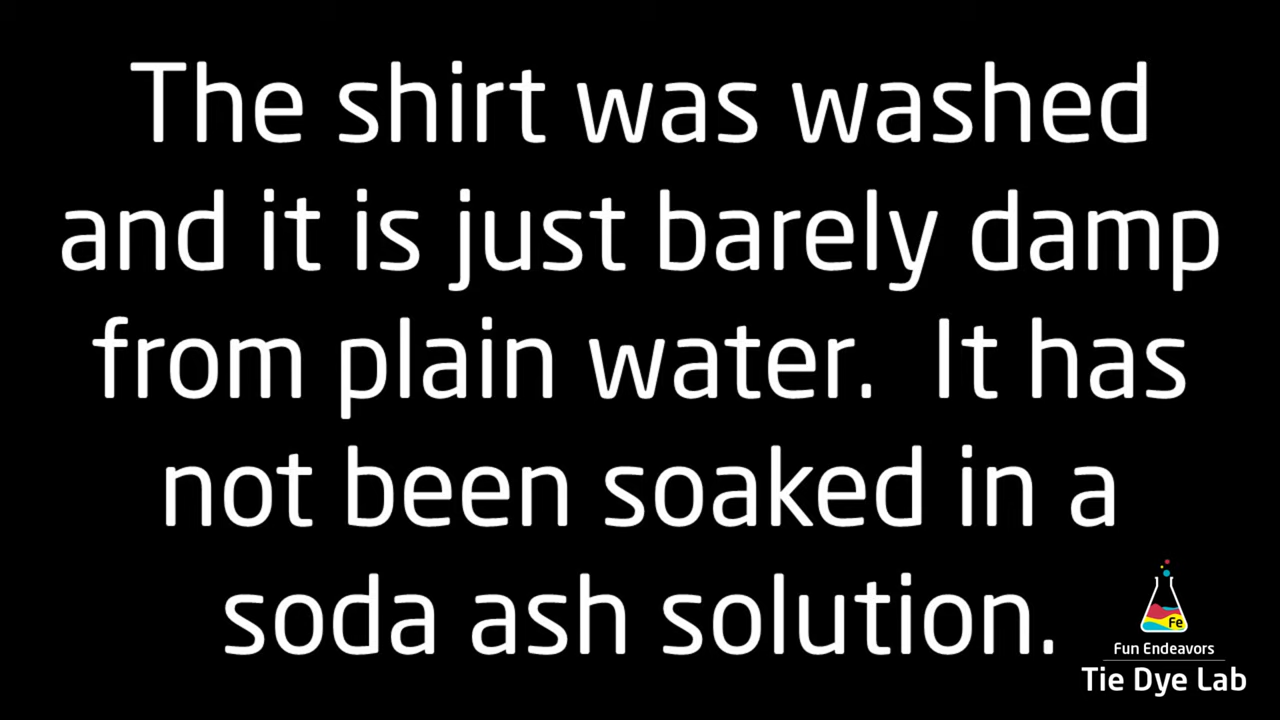 The shirt was washed
and it is just barely damp
from plain water.  It has
not been soaked in a
soda ash solution.
Fe
Fun Endeavors
Tie Dye Lab